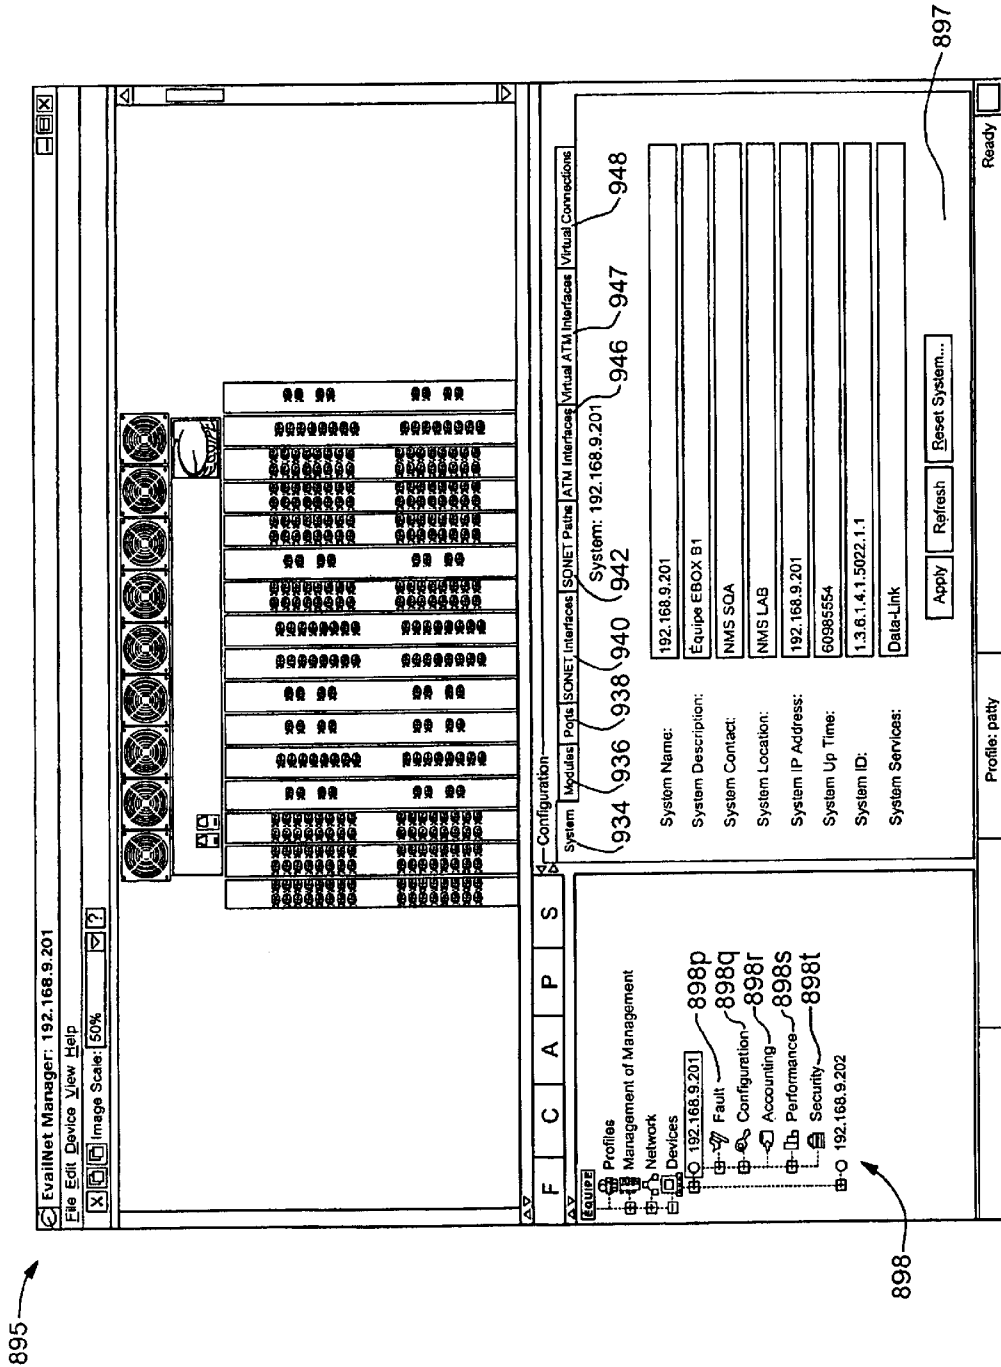 895
EvailNet Manager: 192.168.9.201
File Edit Device View Help
Image Scale: 50% ?
F C A P S
EQUIPE
Profiles
Management of Management
Network
Devices
192.168.9.201
Fault
Configuration
Accounting
Performance
Security
192.168.9.202
898p
898q
898r
898s
898t
898
Configuration
System Modules Ports SONET Interfaces SONET Paths ATM Interfaces Virtual ATM Interfaces Virtual Connections
934 936 938 940 942 946 947 948
System: 192.168.9.201
System Name: 192.168.9.201
System Description: Equipe EBOX B1
System Contact: NMS SQA
System Location: NMS LAB
System IP Address: 192.168.9.201
System Up Time: 60985554
System ID: 1.3.6.1.4.1.5022.1.1
System Services: Data-Link
Apply Refresh Reset System...
897
Profile: patty
Ready